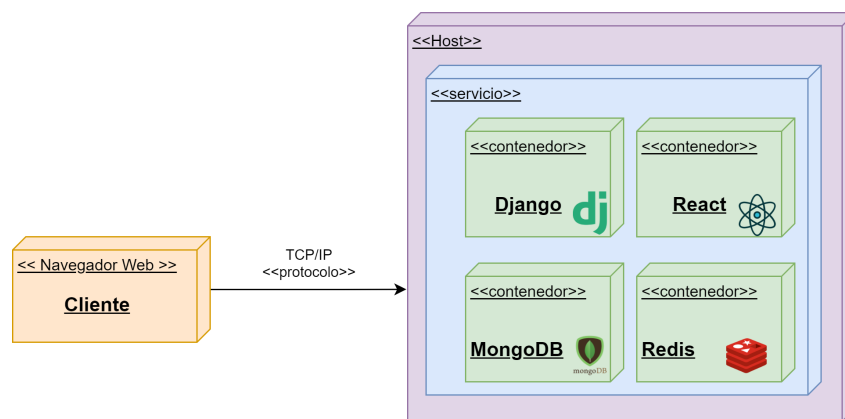 <<Host>>
<<servicio>>
<<contenedor>>
Django
dj
<<contenedor>>
React
<< Navegador Web >>
Cliente
TCP/IP
<<protocolo>>
<<contenedor>>
MongoDB
mongoDB
<<contenedor>>
Redis